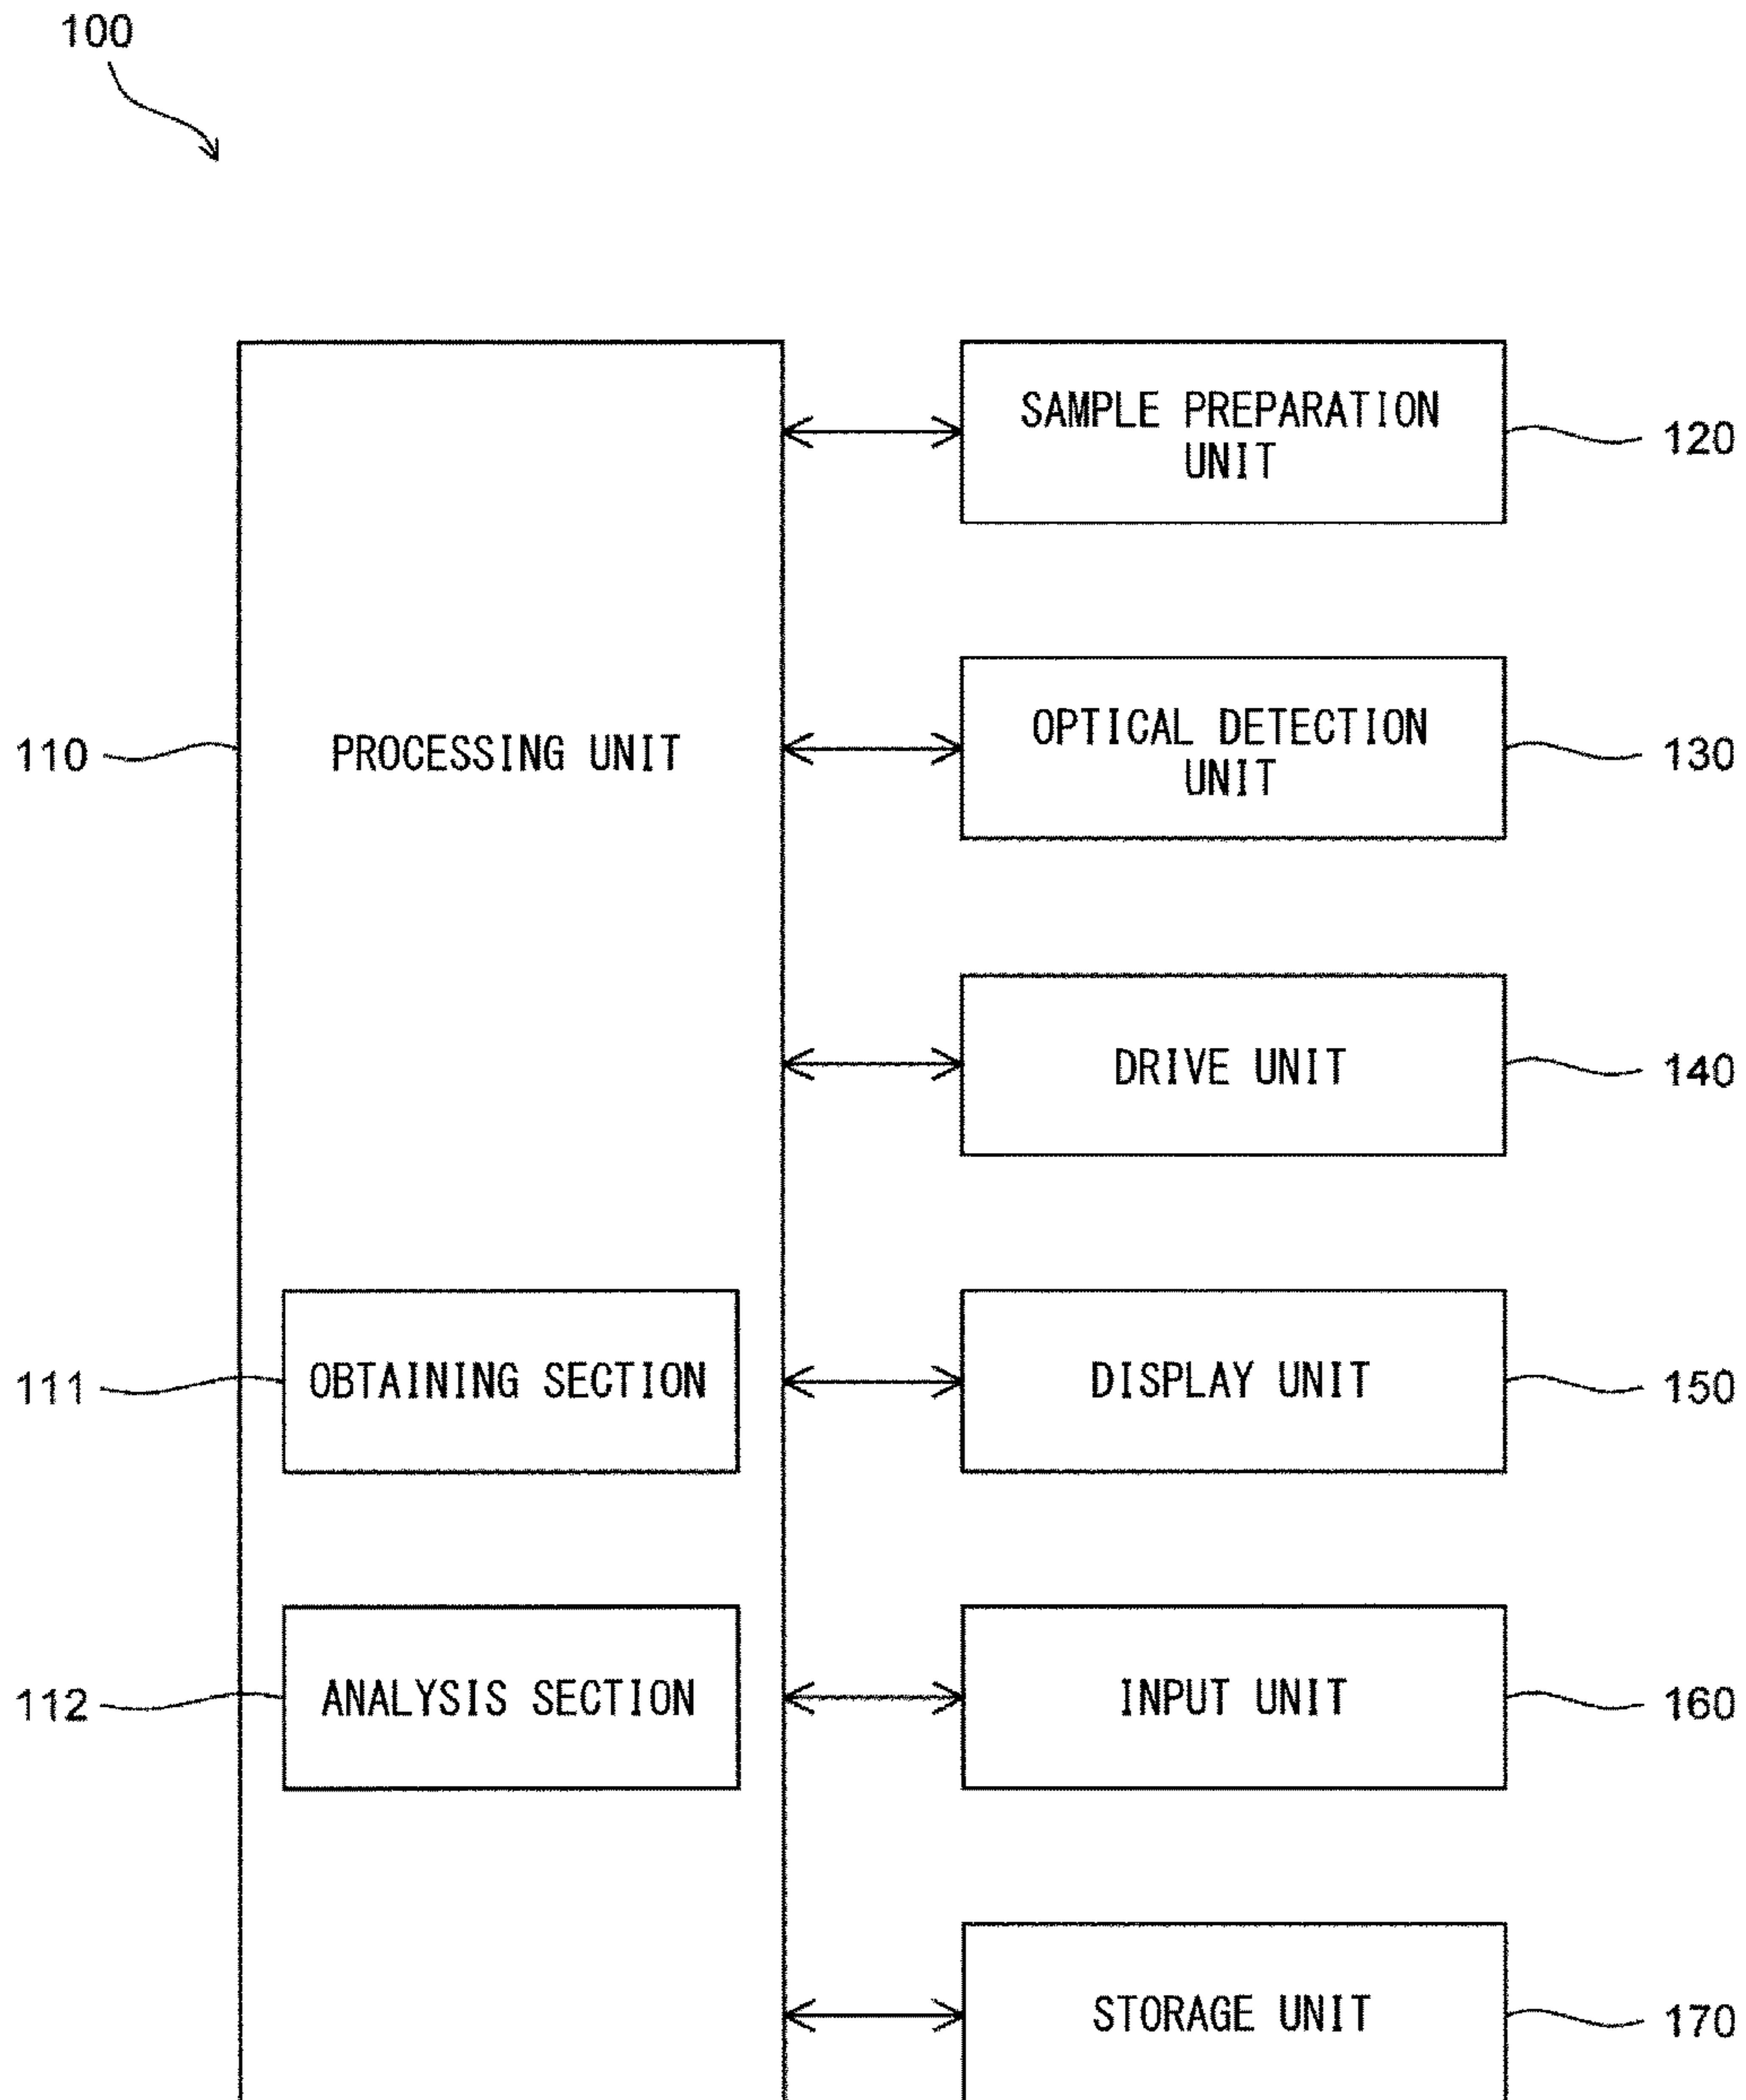 100
SAMPLE PREPARATION
UNIT
120
110
PROCESSING UNIT
OPTICAL DETECTION
UNIT
130
DRIVE UNIT
140
111
OBTAINING SECTION
DISPLAY UNIT
150
112
ANALYSIS SECTION
INPUT UNIT
160
STORAGE UNIT
170